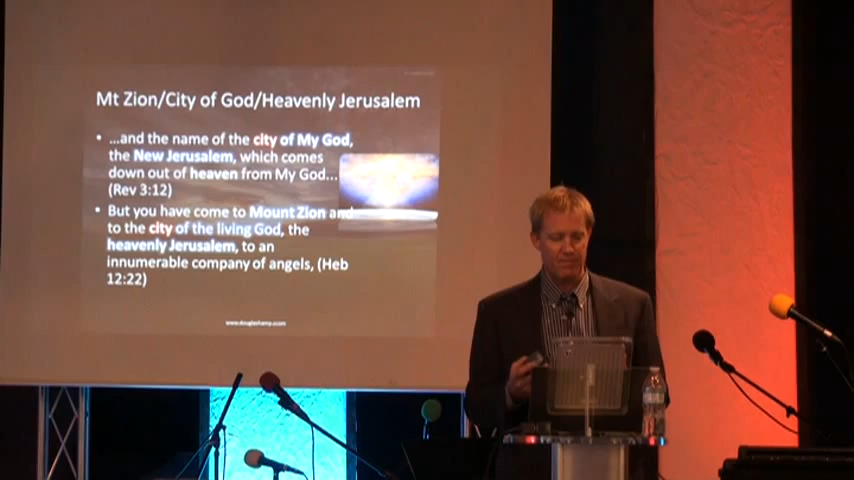 Mt Zion/City of God/Heavenly Jerusalem
• ...and the name of the city of My God,
the New Jerusalem, which comes
down out of heaven from My God...
(Rev 3:12)
• But you have come to Mount Zion and
to the city of the living God, the
heavenly Jerusalem, to an
innumerable company of angels, (Heb
12:22)
www.douglashamp.com